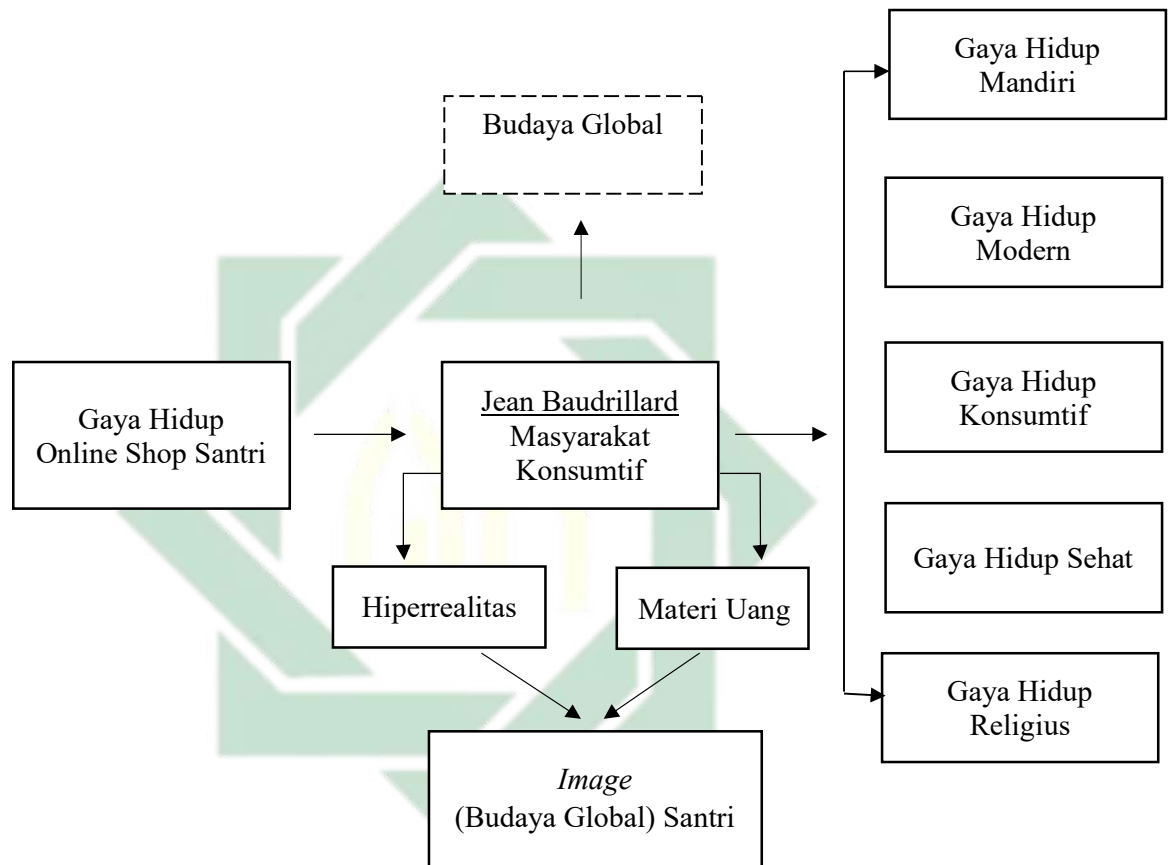 Gaya Hidup
Mandiri
Budaya Global
Gaya Hidup
Modern
Gaya Hidup
Online Shop Santri
Jean Baudrillard
Masyarakat
Konsumtif
Gaya Hidup
Konsumtif
Hiperrealitas
Materi Uang
Gaya Hidup Sehat
Image
(Budaya Global) Santri
Gaya Hidup
Religius